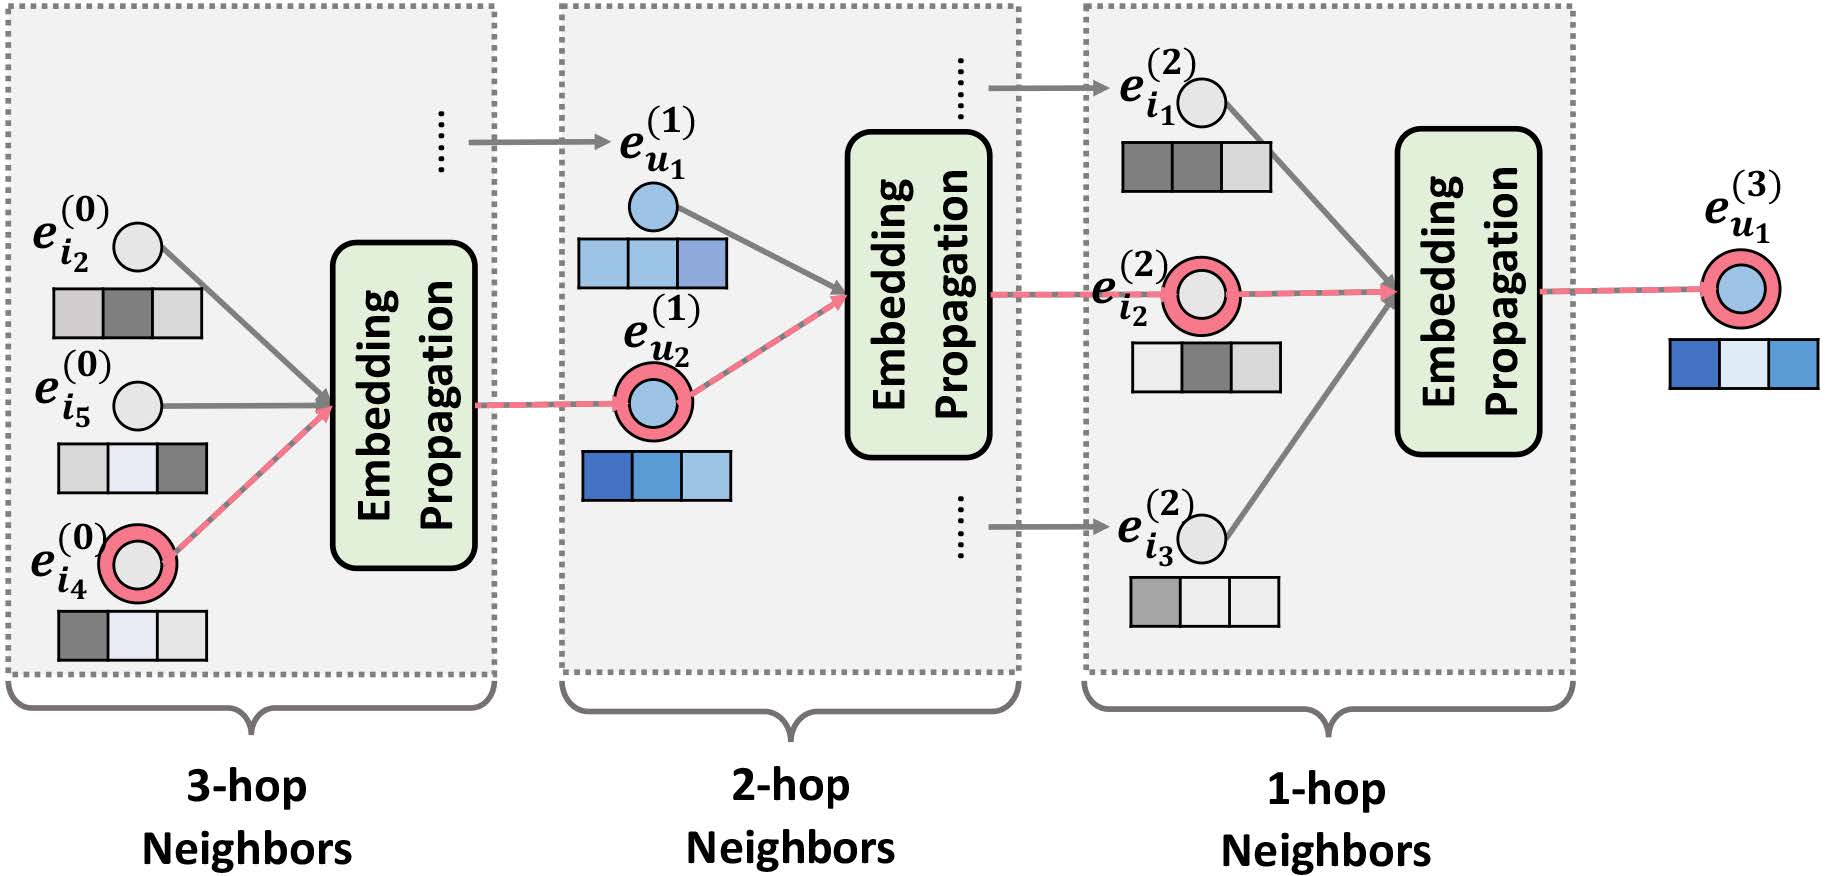 e_{i_2}^{(0)}
e_{i_5}^{(0)}
e_{i_4}^{(0)}
Embedding
Propagation
......
3-hop
Neighbors
e_{u_1}^{(1)}
e_{u_2}^{(1)}
......
Embedding
Propagation
......
2-hop
Neighbors
e_{i_1}^{(2)}
e_{i_2}^{(2)}
e_{i_3}^{(2)}
Embedding
Propagation
1-hop
Neighbors
e_{u_1}^{(3)}